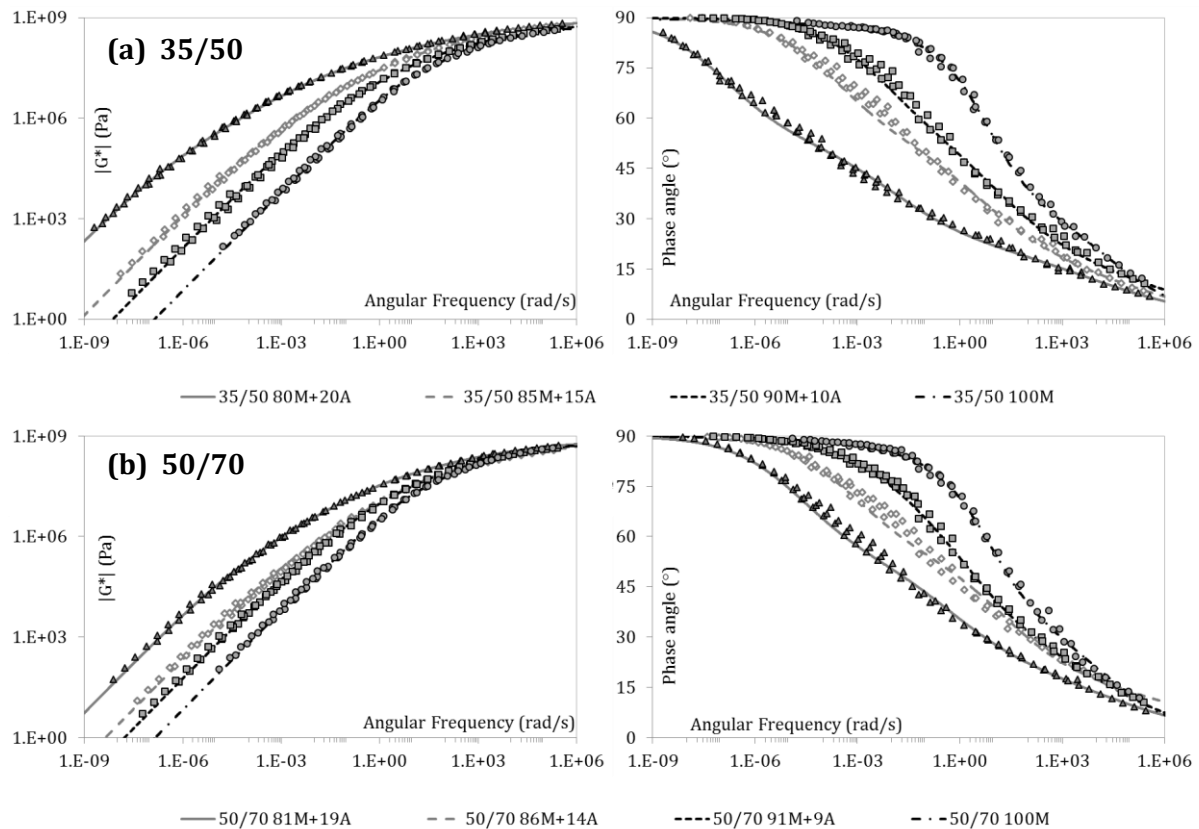 (a) 35/50
|G*| (Pa)
1.E+09
1.E+06
1.E+03
1.E+00
1.E-09 1.E-06 1.E-03 1.E+00 1.E+03 1.E+06
Angular Frequency (rad/s)
Phase angle (°)
90
75
60
45
30
15
0
1.E-09 1.E-06 1.E-03 1.E+00 1.E+03 1.E+06
Angular Frequency (rad/s)
35/50 80M+20A 35/50 85M+15A 35/50 90M+10A 35/50 100M
(b) 50/70
|G*| (Pa)
1.E+09
1.E+06
1.E+03
1.E+00
1.E-09 1.E-06 1.E-03 1.E+00 1.E+03 1.E+06
Angular Frequency (rad/s)
Phase angle (°)
90
75
60
45
30
15
0
1.E-09 1.E-06 1.E-03 1.E+00 1.E+03 1.E+06
Angular Frequency (rad/s)
50/70 81M+19A 50/70 86M+14A 50/70 91M+9A 50/70 100M